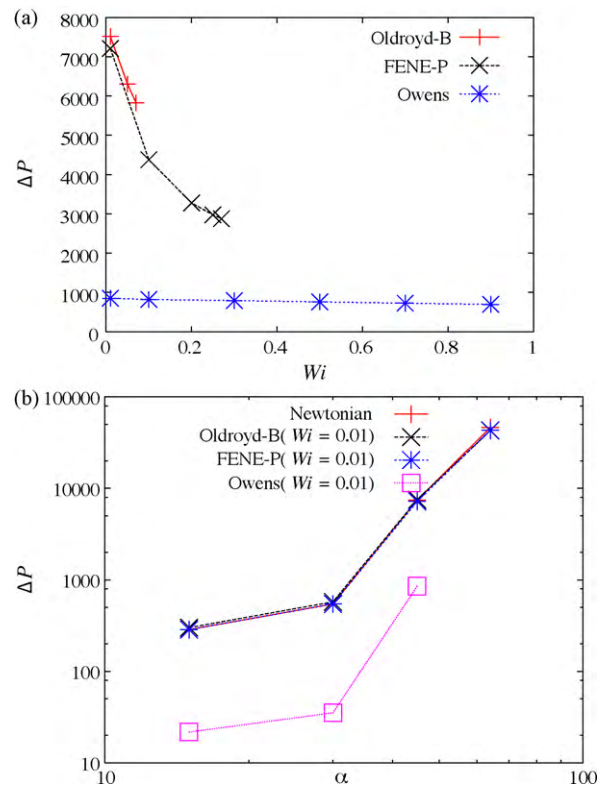 (a)
8000
7000
6000
5000
4000
3000
2000
1000
0
ΔP
Oldroyd-B
FENE-P
Owens
0 0.2 0.4 0.6 0.8 1
Wi
(b)
100000
10000
1000
100
10
ΔP
Newtonian
Oldroyd-B( Wi = 0.01)
FENE-P( Wi = 0.01)
Owens( Wi = 0.01)
10 α 100